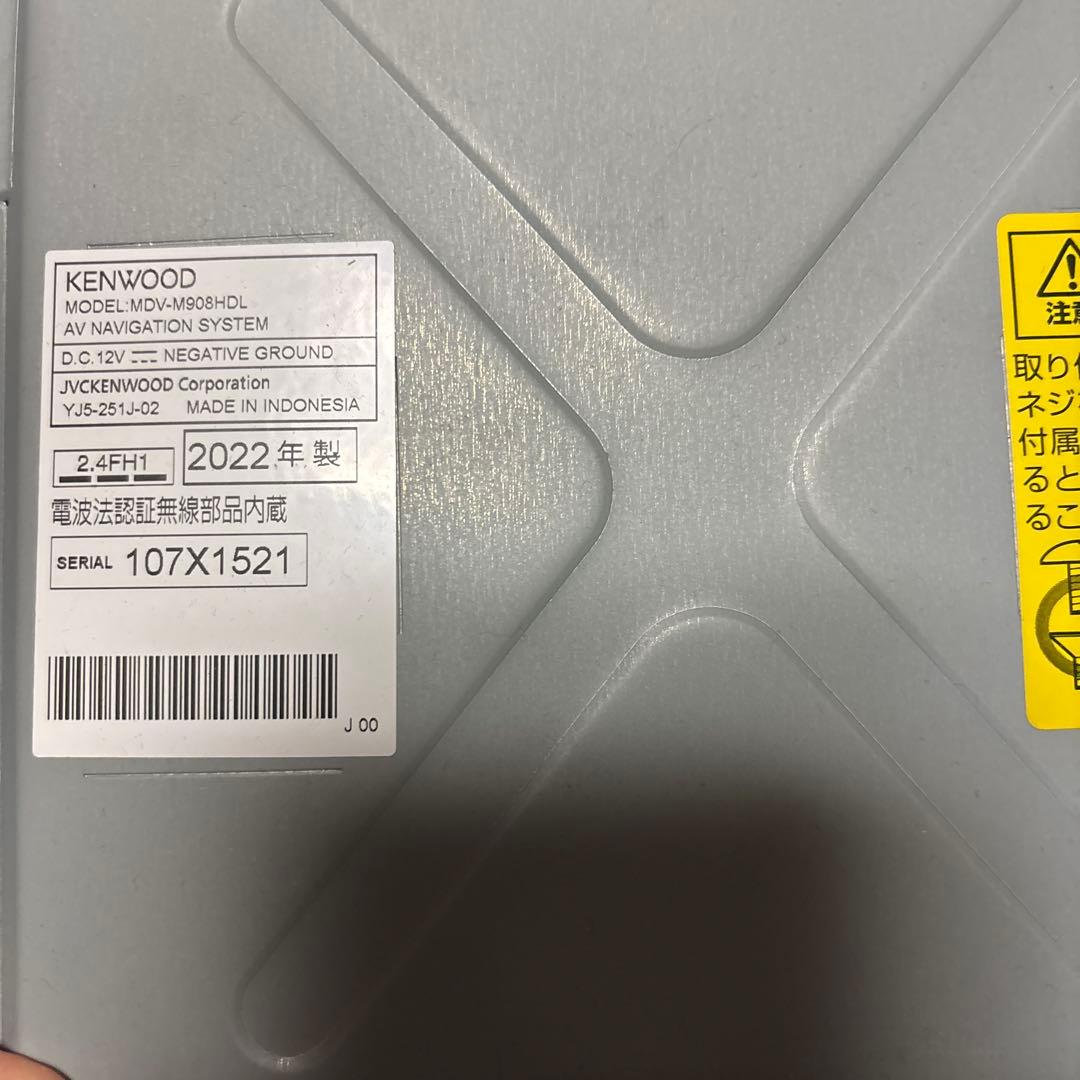 KENWOOD
MODEL:MDV-M908HDL
AV NAVIGATION SYSTEM
D.C.12V NEGATIVE GROUND
JVCKENWOOD Corporation
YJ5-251J-02 MADE IN INDONESIA
2.4FH1
2022年製
電波法認証無線部品内蔵
SERIAL 107X1521
J 00
注意
取り付
ネジ
付属
ると
るこ